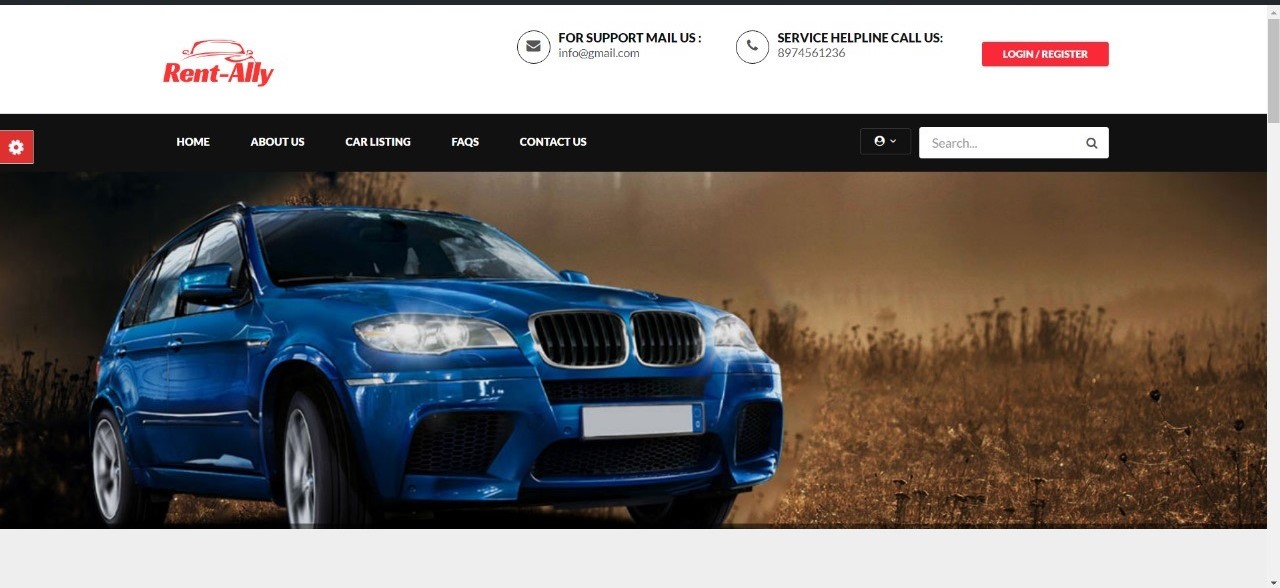 Rent-Ally
FOR SUPPORT MAIL US :
info@gmail.com
SERVICE HELPLINE CALL US:
8974561236
LOGIN / REGISTER
HOME
ABOUT US
CAR LISTING
FAQS
CONTACT US
Search...